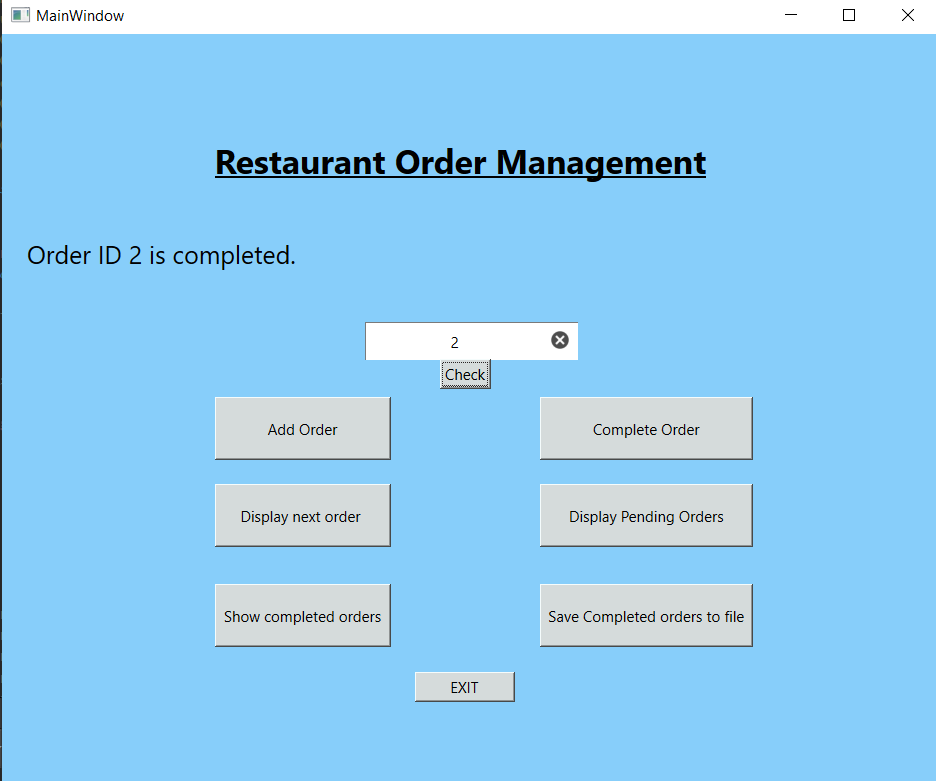 MainWindow
Restaurant Order Management
Order ID 2 is completed.
2
Check
Add Order
Complete Order
Display next order
Display Pending Orders
Show completed orders
Save Completed orders to file
EXIT